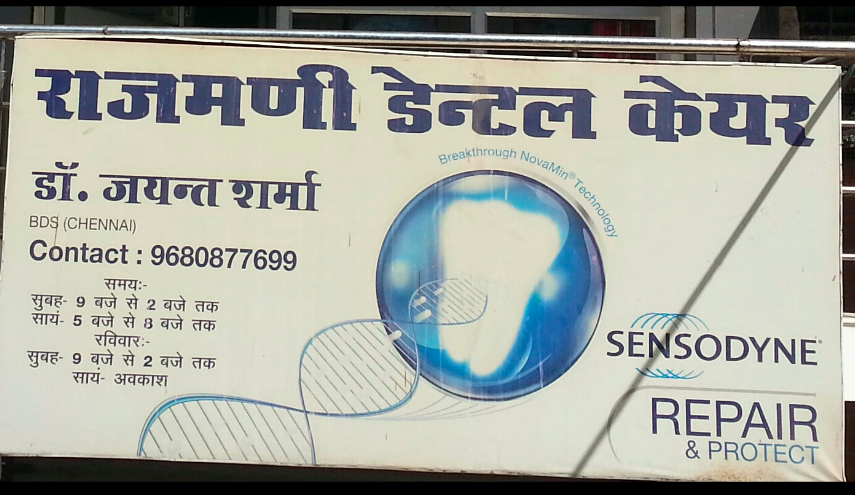 राजमणी डेन्टल केयर
डॉ. जयन्त शर्मा
BDS (CHENNAI)
Contact : 9680877699
समय:-
सुबह- 9 बजे से 2 बजे तक
सायं- 5 बजे से 8 बजे तक
रविवार:-
सुबह- 9 बजे से 2 बजे तक
सायं- अवकाश
Breakthrough NovaMin® Technology
SENSODYNE®
REPAIR
& PROTECT